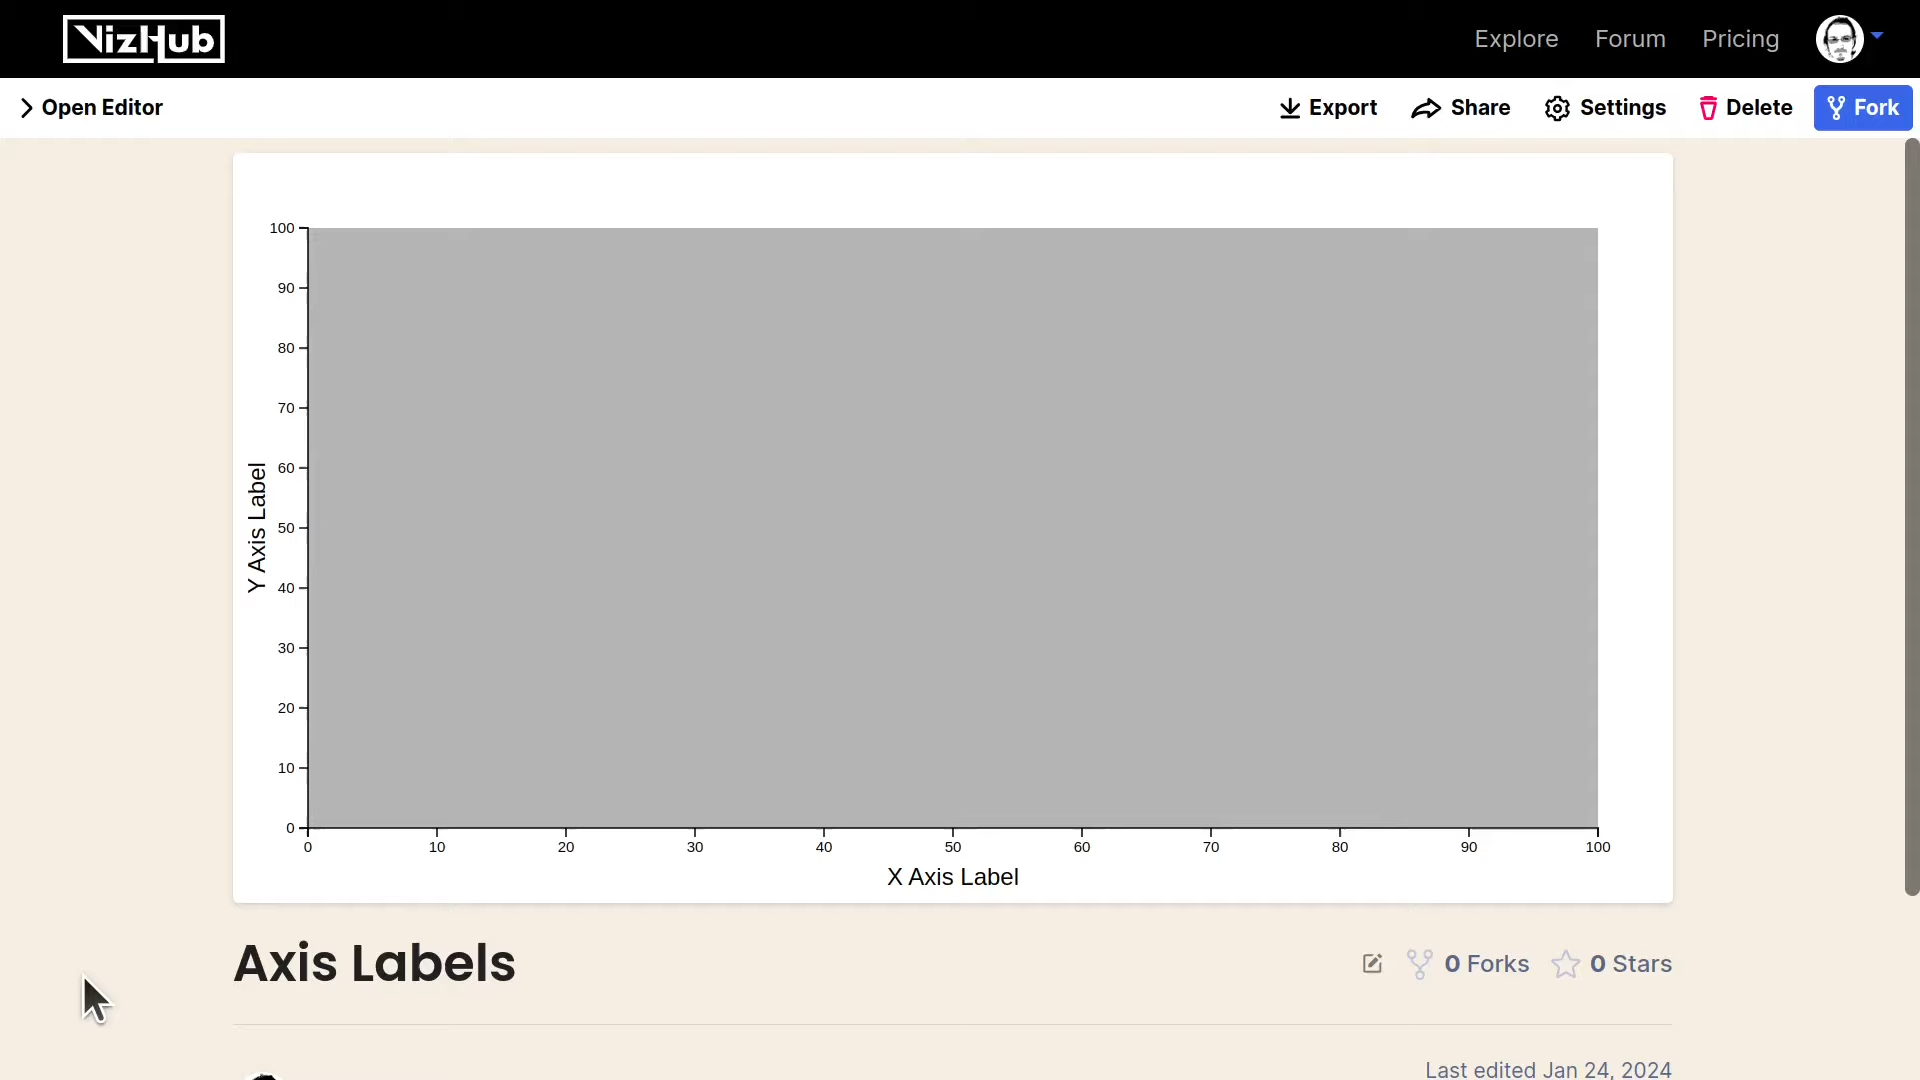 VizHub
Explore
Forum
Pricing
Open Editor
Export
Share
Settings
Delete
Fork
100
90
80
70
60
50
40
30
20
10
0
Y Axis Label
0 10 20 30 40 50 60 70 80 90 100
X Axis Label
Axis Labels
0 Forks
0 Stars
Last edited Jan 24, 2024